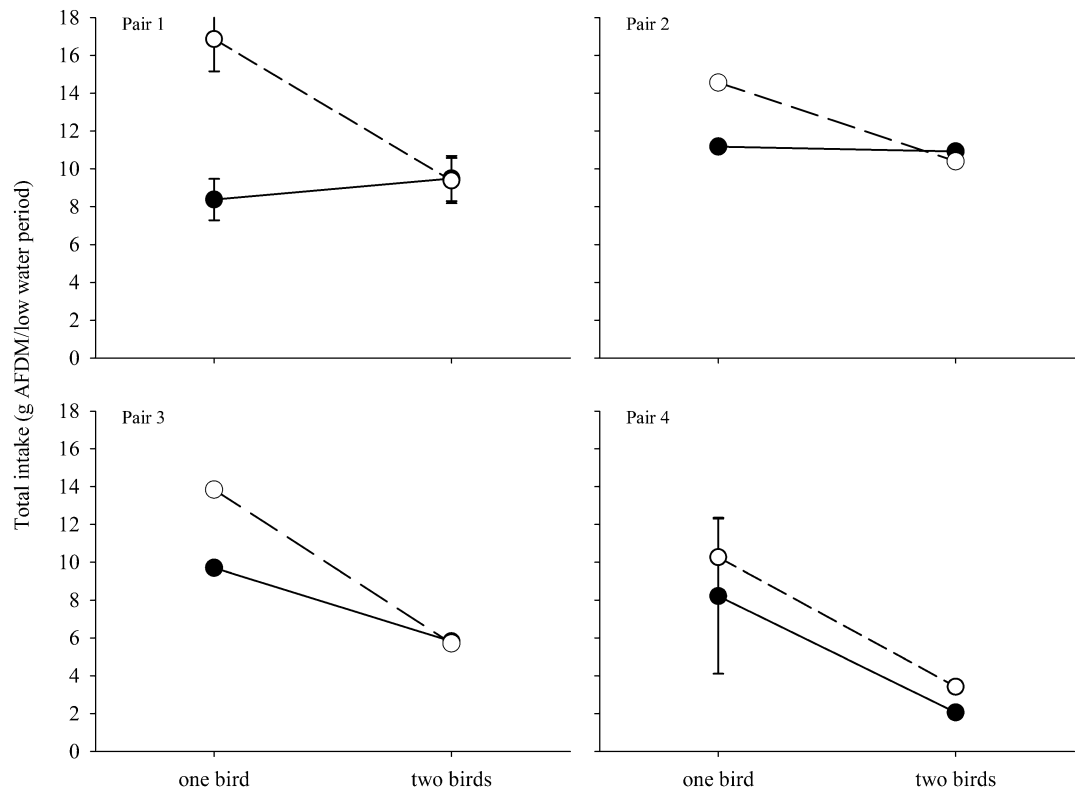 Total intake (g AFDM/low water period)
Pair 1
18
16
14
12
10
8
6
4
2
0
Pair 2
Pair 3
18
16
14
12
10
8
6
4
2
0
Pair 4
one bird
two birds
one bird
two birds